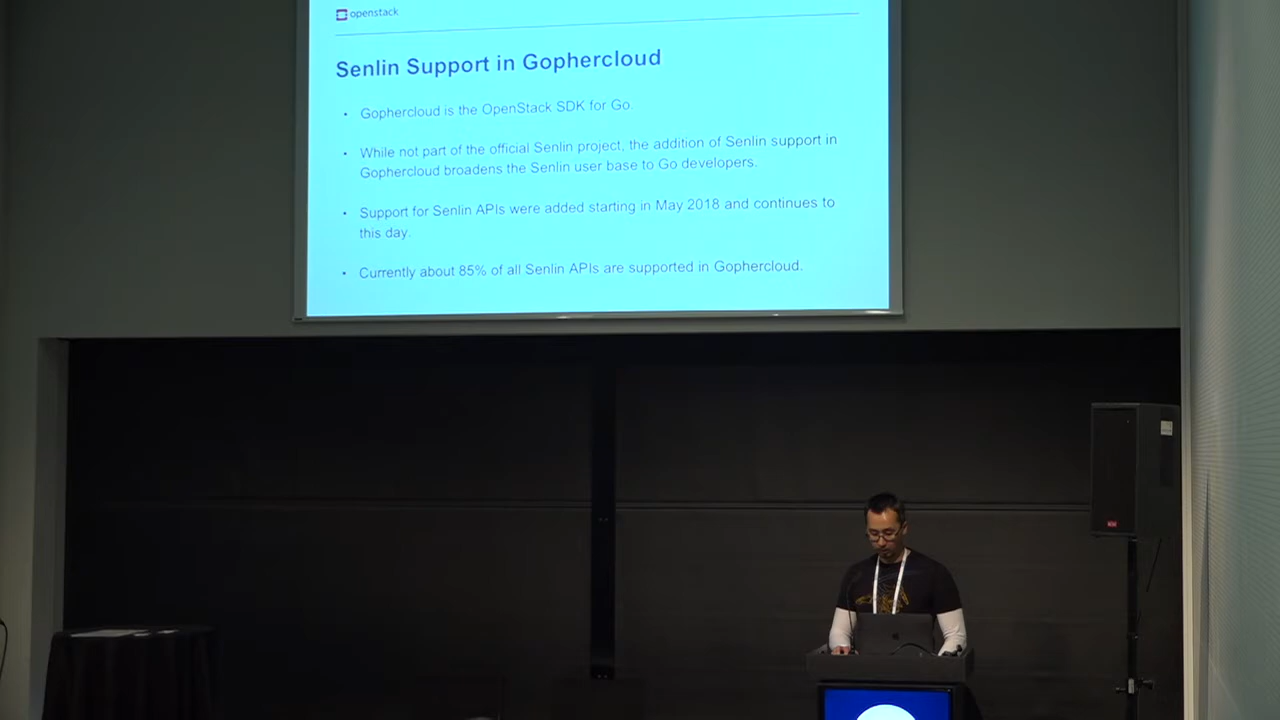 openstack
Senlin Support in Gophercloud
• Gophercloud is the OpenStack SDK for Go.
• While not part of the official Senlin project, the addition of Senlin support in
Gophercloud broadens the Senlin user base to Go developers.
• Support for Senlin APIs were added starting in May 2018 and continues to
this day.
• Currently about 85% of all Senlin APIs are supported in Gophercloud.